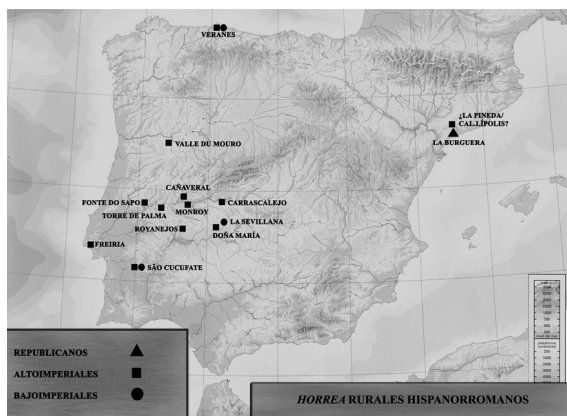 VERANES
¿LA PINEDA/
CAL.LÍPOLIS?
LA BURGUERA
VALLE DU MOURO
CAÑAVERAL
FONTE DO SAPO
CARRASCALEJO
TORRE DE PALMA
MONROY
LA SEVILLANA
ROYANEJOS
DOÑA MARÍA
FREIRIA
SÃO CUCUFATE
REPUBLICANOS
ALTOIMPERIALES
BAJOIMPERIALES
HORREA RURALES HISPANORROMANOS